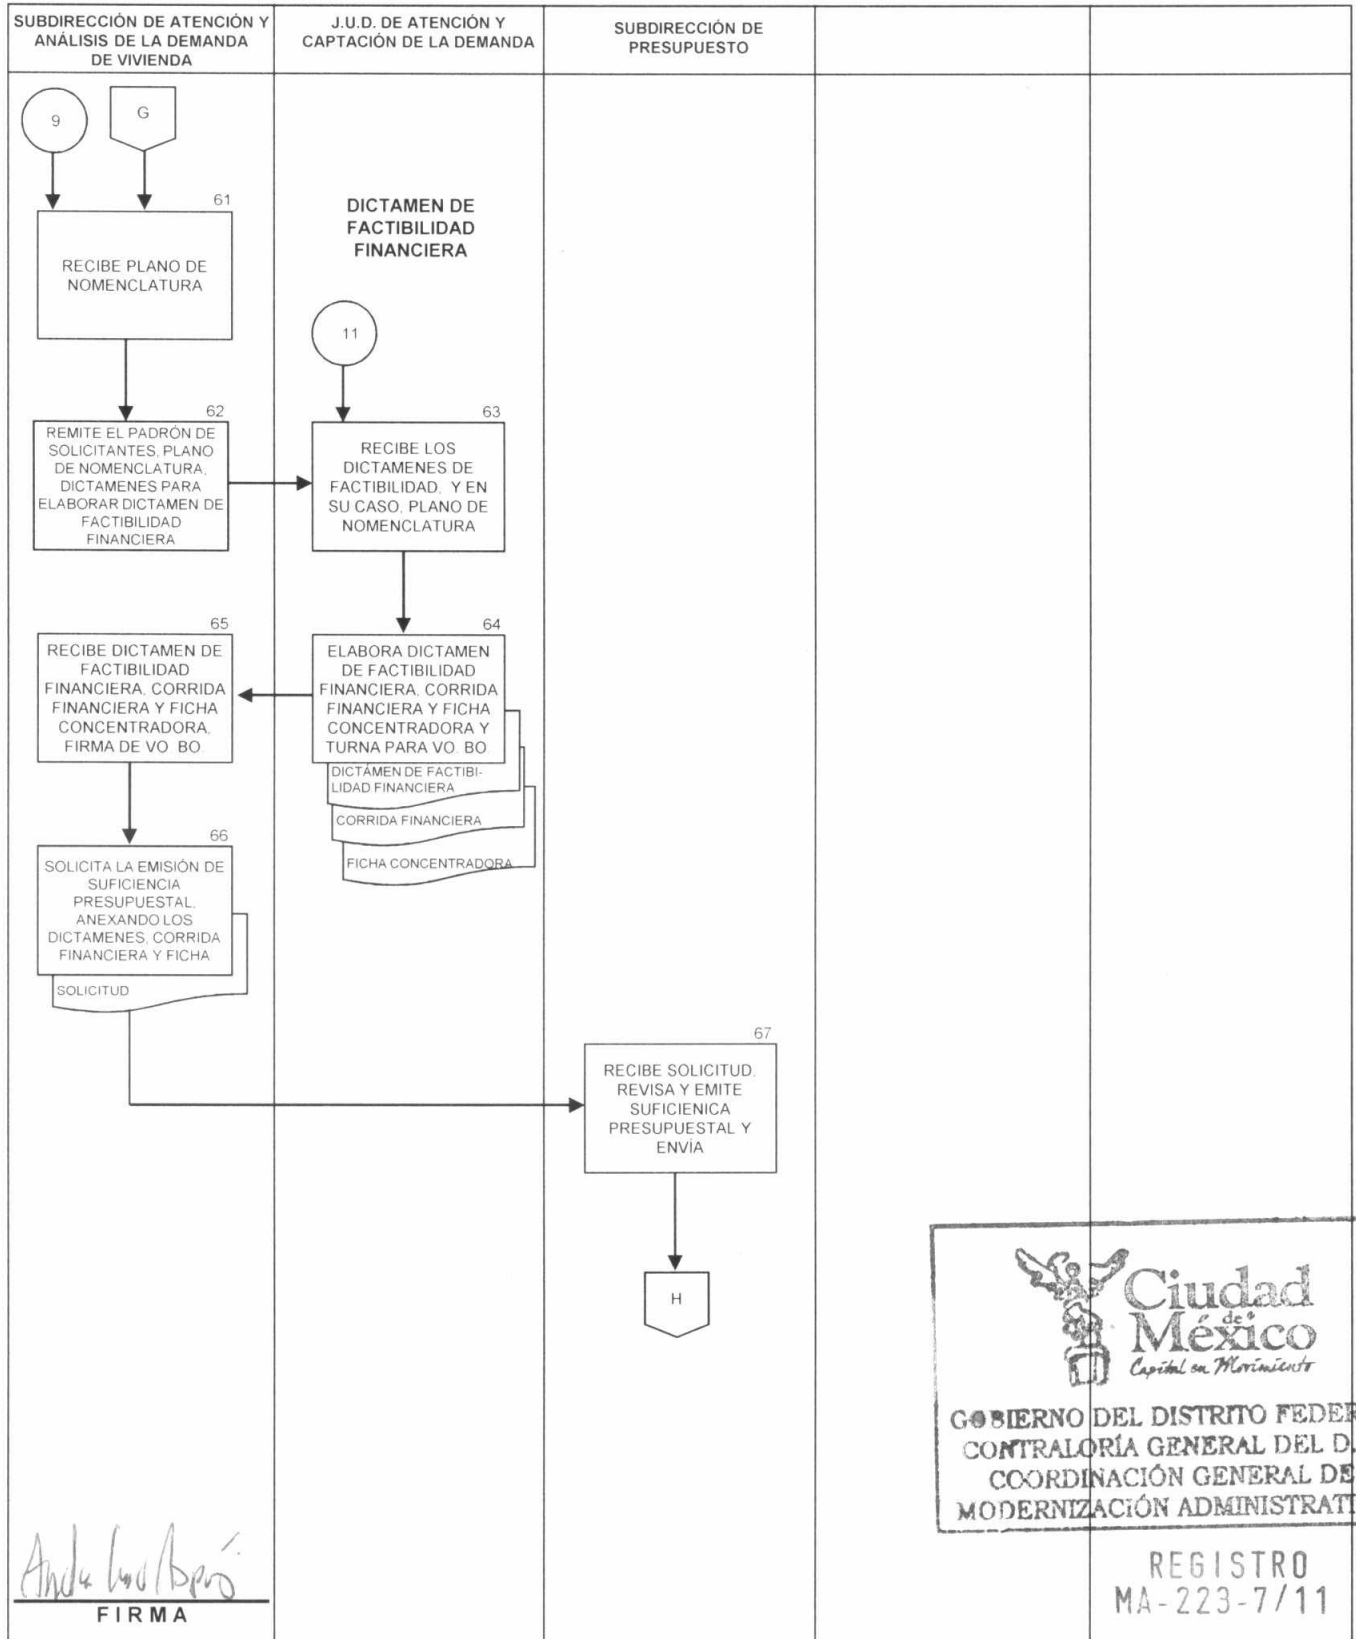 SUBDIRECCIÓN DE ATENCIÓN Y
ANÁLISIS DE LA DEMANDA
DE VIVIENDA
J.U.D. DE ATENCIÓN Y
CAPTACIÓN DE LA DEMANDA
SUBDIRECCIÓN DE
PRESUPUESTO
9
G
61
RECIBE PLANO DE
NOMENCLATURA
DICTAMEN DE
FACTIBILIDAD
FINANCIERA
11
62
REMITE EL PADRÓN DE
SOLICITANTES, PLANO
DE NOMENCLATURA,
DICTAMENES PARA
ELABORAR DICTAMEN DE
FACTIBILIDAD
FINANCIERA
63
RECIBE LOS
DICTAMENES DE
FACTIBILIDAD, Y EN
SU CASO, PLANO DE
NOMENCLATURA
64
ELABORA DICTAMEN
DE FACTIBILIDAD
FINANCIERA, CORRIDA
FINANCIERA Y FICHA
CONCENTRADORA Y
TURNA PARA VO. BO
DICTÁMEN DE FACTIBI-
LIDAD FINANCIERA
CORRIDA FINANCIERA
FICHA CONCENTRADORA
65
RECIBE DICTAMEN DE
FACTIBILIDAD
FINANCIERA, CORRIDA
FINANCIERA Y FICHA
CONCENTRADORA,
FIRMA DE VO BO
66
SOLICITA LA EMISIÓN DE
SUFICIENCIA
PRESUPUESTAL,
ANEXANDO LOS
DICTAMENES, CORRIDA
FINANCIERA Y FICHA
SOLICITUD
67
RECIBE SOLICITUD,
REVISA Y EMITE
SUFICIENICA
PRESUPUESTAL Y
ENVÍA
H
Ciudad
de
México
Capital en Movimiento
GOBIERNO DEL DISTRITO FEDER
CONTRALORÍA GENERAL DEL D.
COORDINACIÓN GENERAL DE
MODERNIZACIÓN ADMINISTRATI
REGISTRO
MA-223-7/11
FIRMA